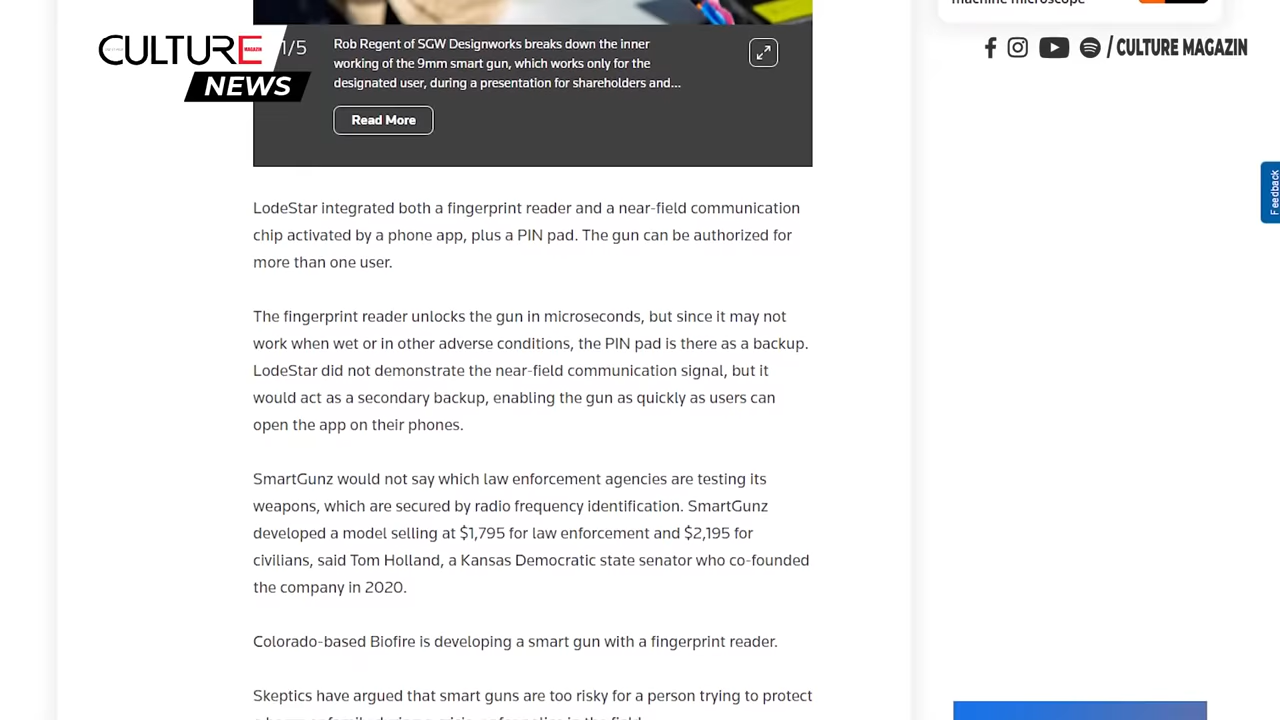 machine microscope
CULTURE
MAGAZIN
NEWS
1/5
Rob Regent of SGW Designworks breaks down the inner
working of the 9mm smart gun, which works only for the
designated user, during a presentation for shareholders and...
Read More
/ CULTURE MAGAZIN
Feedback
LodeStar integrated both a fingerprint reader and a near-field communication
chip activated by a phone app, plus a PIN pad. The gun can be authorized for
more than one user.
The fingerprint reader unlocks the gun in microseconds, but since it may not
work when wet or in other adverse conditions, the PIN pad is there as a backup.
LodeStar did not demonstrate the near-field communication signal, but it
would act as a secondary backup, enabling the gun as quickly as users can
open the app on their phones.
SmartGunz would not say which law enforcement agencies are testing its
weapons, which are secured by radio frequency identification. SmartGunz
developed a model selling at $1,795 for law enforcement and $2,195 for
civilians, said Tom Holland, a Kansas Democratic state senator who co-founded
the company in 2020.
Colorado-based Biofire is developing a smart gun with a fingerprint reader.
Skeptics have argued that smart guns are too risky for a person trying to protect